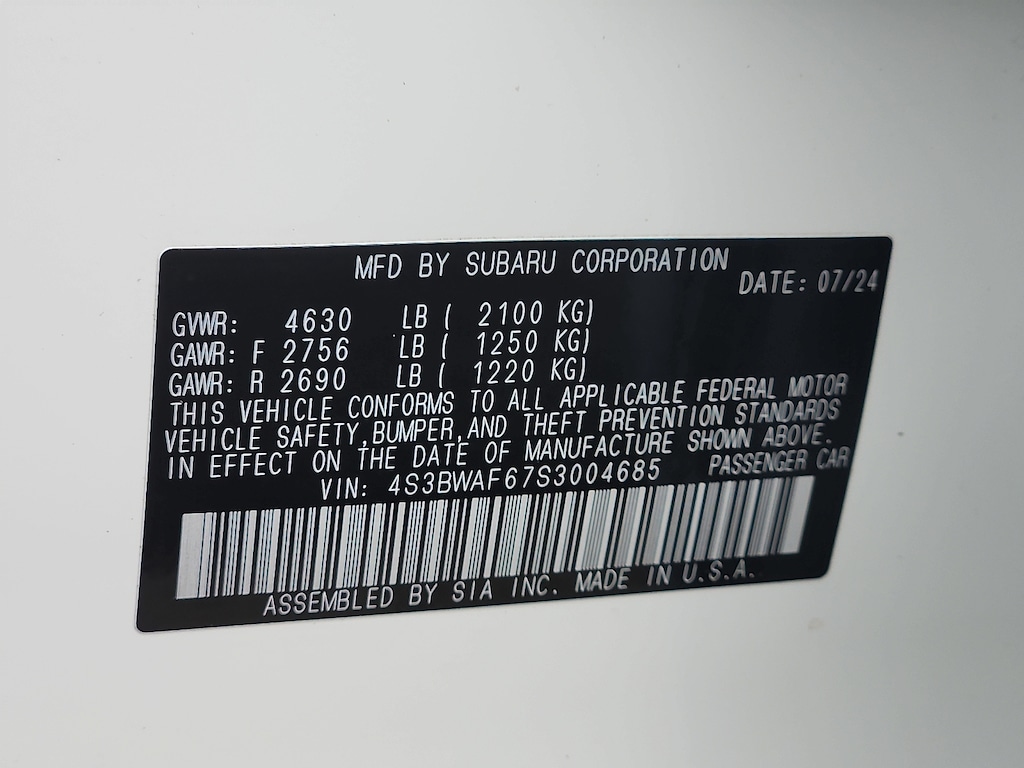 MFD BY SUBARU CORPORATION
DATE: 07/24
GVWR: 4630 LB ( 2100 KG)
GAWR: F 2756 LB ( 1250 KG)
GAWR: R 2690 LB ( 1220 KG)
THIS VEHICLE CONFORMS TO ALL APPLICABLE FEDERAL MOTOR
VEHICLE SAFETY, BUMPER, AND THEFT PREVENTION STANDARDS
IN EFFECT ON THE DATE OF MANUFACTURE SHOWN ABOVE.
VIN: 4S3BWAF67S3004685 PASSENGER CAR
ASSEMBLED BY SIA INC. MADE IN U.S.A.